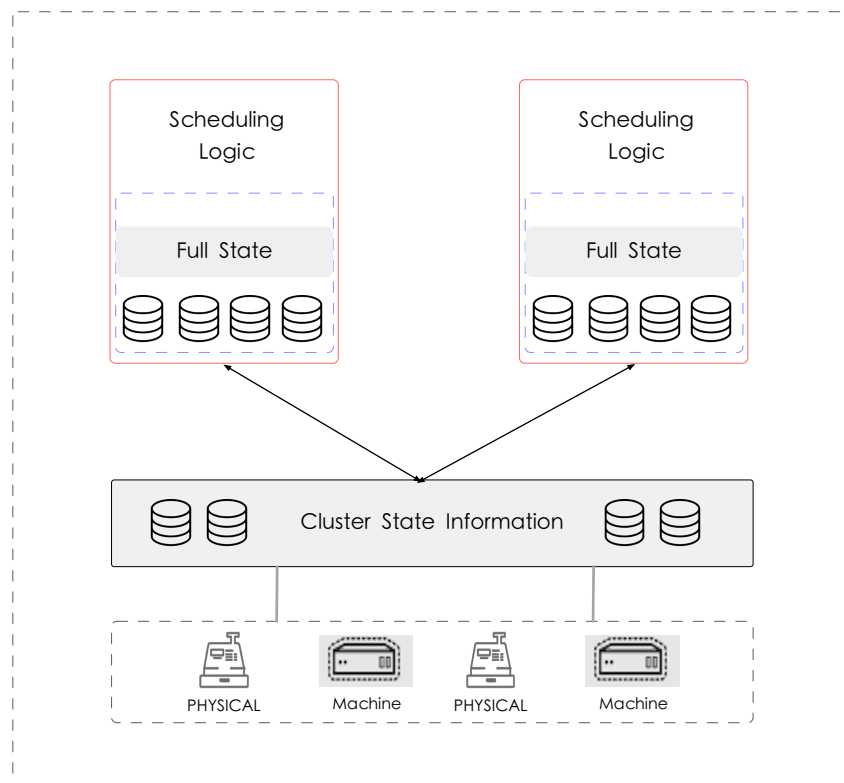 Scheduling
Logic
Scheduling
Logic
Full State
Full State
Cluster State Information
PHYSICAL
Machine
PHYSICAL
Machine